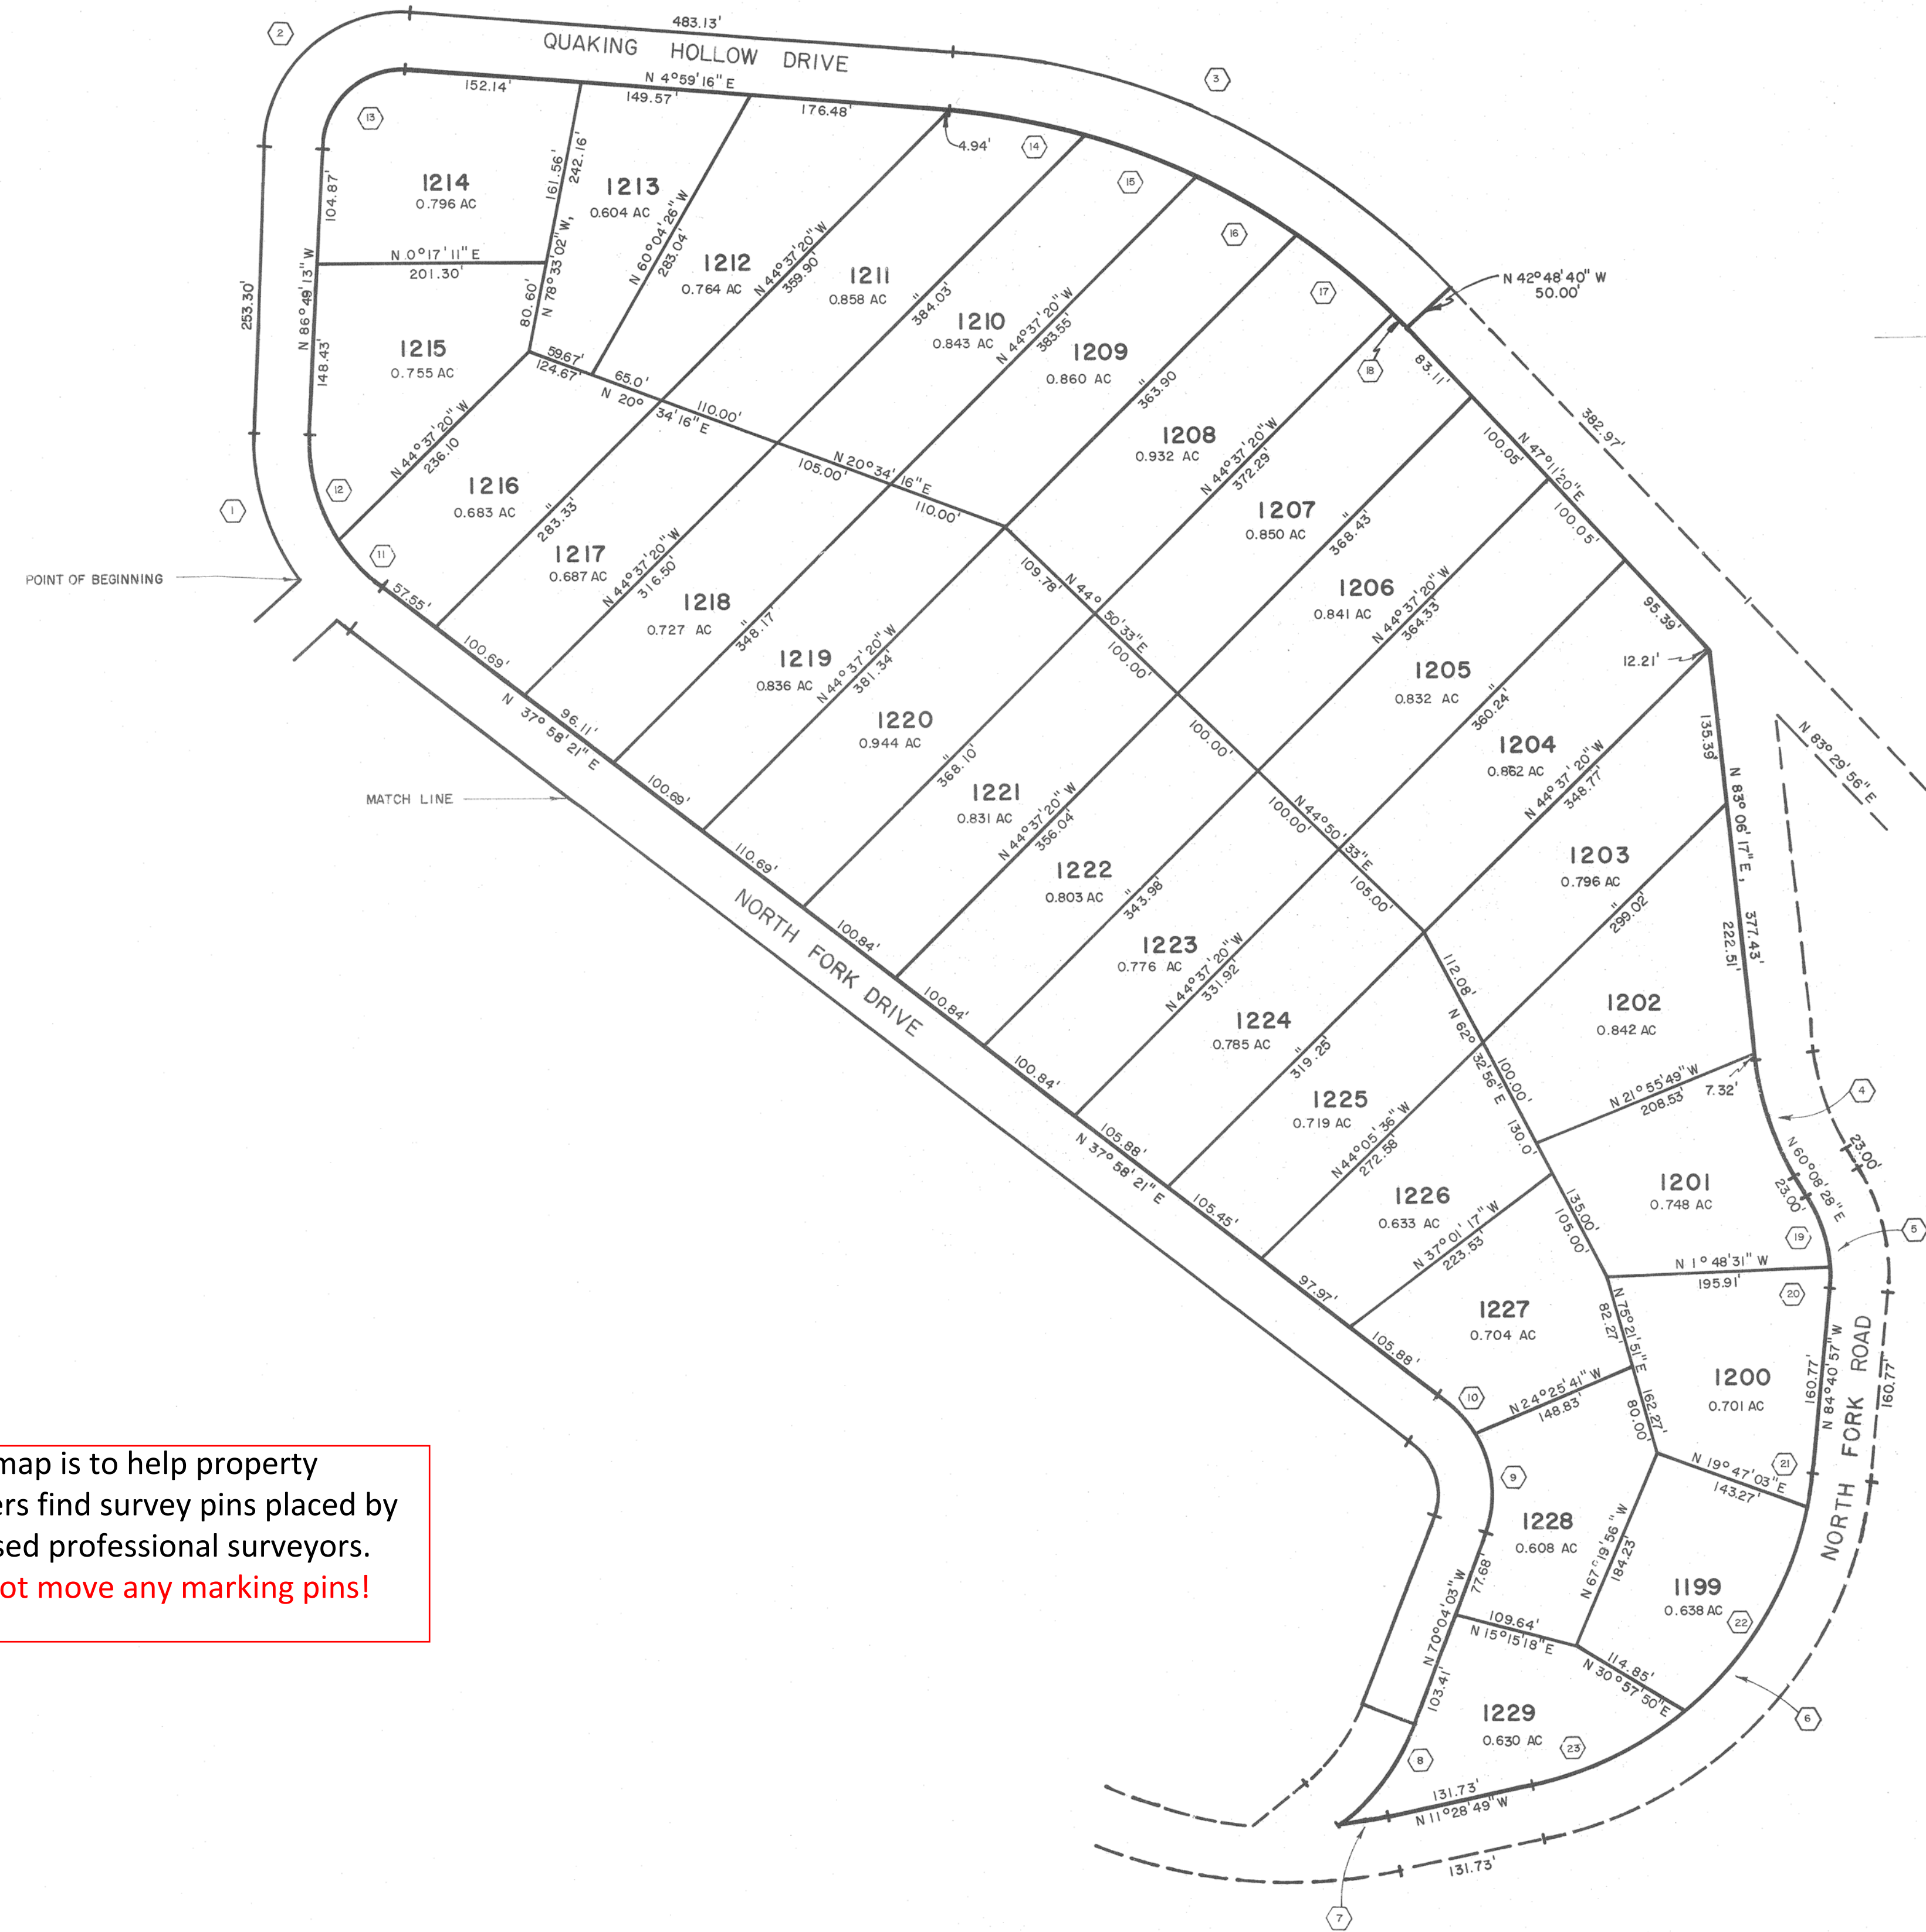 2
483.13'
QUAKING HOLLOW DRIVE
3
N 4°59'16" E
152.14'
149.57'
176.48'
13
4.94'
14
15
16
17
104.87'
1214
0.796 AC
161.56'
242.16'
1213
0.604 AC
N 60°04'26" W
283.04'
1212
0.764 AC
N 44°37'20" W
359.90'
1211
0.858 AC
"
384.03'
1210
0.843 AC
N 44°37'20" W
383.55'
1209
0.860 AC
"
363.90
N 42°48'40" W
50.00'
18
253.30'
N 86°49'13" W
N 0°17'11" E
201.30'
80.60'
N 78°33'02" W,
148.43'
1215
0.755 AC
59.67'
124.67'
65.0'
N 20° 34'16" E
110.00'
105.00'
N 20°34'16" E
110.00'
1208
0.932 AC
N 44°37'20" W
372.29'
83.11'
N 47°11'20" E
100.05'
100.05'
95.39'
382.97'
N 44°37'20" W
236.10
1
12
11
POINT OF BEGINNING
57.55'
1216
0.683 AC
"
283.33'
1217
0.687 AC
N 44°37'20" W
316.50'
1218
0.727 AC
"
348.17'
1219
0.836 AC
N 44°37'20" W
381.34'
1220
0.944 AC
"
368.10'
1221
0.831 AC
N 44°37'20" W
356.04'
1222
0.803 AC
"
343.98'
1223
0.776 AC
N 44°37'20" W
331.92'
1224
0.785 AC
"
319.25'
1225
0.719 AC
N 44°05'36" W
272.58'
1226
0.633 AC
N 37°01'17" W
223.53'
1227
0.704 AC
N 24°25'41" W
148.83'
1207
0.850 AC
"
368.43'
1206
0.841 AC
N 44°37'20" W
364.33'
1205
0.832 AC
"
360.24'
1204
0.862 AC
N 44°37'20" W
348.77'
12.21'
1203
0.796 AC
"
299.02'
1202
0.842 AC
109.78'
N 44°50'33" E
100.00'
100.00'
100.00'
N 44°50'33" E
105.00'
112.08'
N 62°32'56" E
100.00'
130.0'
135.00'
105.00'
135.39'
N 83°06'17" E, 377.43'
222.51'
N 83°29'56" E
N 21°55'49" W
208.53'
7.32'
4
23.00'
N 60°08'28" E
23.00'
1201
0.748 AC
19
5
N 1°48'31" W
195.91'
20
N 75°21'51" E
82.27'
162.27'
80.00'
1200
0.701 AC
160.77'
N 84°40'57" W
NORTH FORK ROAD
160.77'
N 19°47'03" E
143.27'
21
100.69'
N 37°58'21" E
96.11'
100.69'
110.69'
MATCH LINE
NORTH FORK DRIVE
100.84'
100.84'
100.84'
105.88'
N 37°58'21" E
105.45'
97.97'
105.88'
10
9
1228
0.608 AC
N 67°19'56" W
184.23'
1199
0.638 AC
22
77.68'
N 70°04'03" W
103.41'
109.64'
N 15°15'18" E
114.85'
N 30°57'50" E
1229
0.630 AC
23
8
6
131.73'
N 11°28'49" W
131.73'
7
map is to help property
ers find survey pins placed by
sed professional surveyors.
ot move any marking pins!